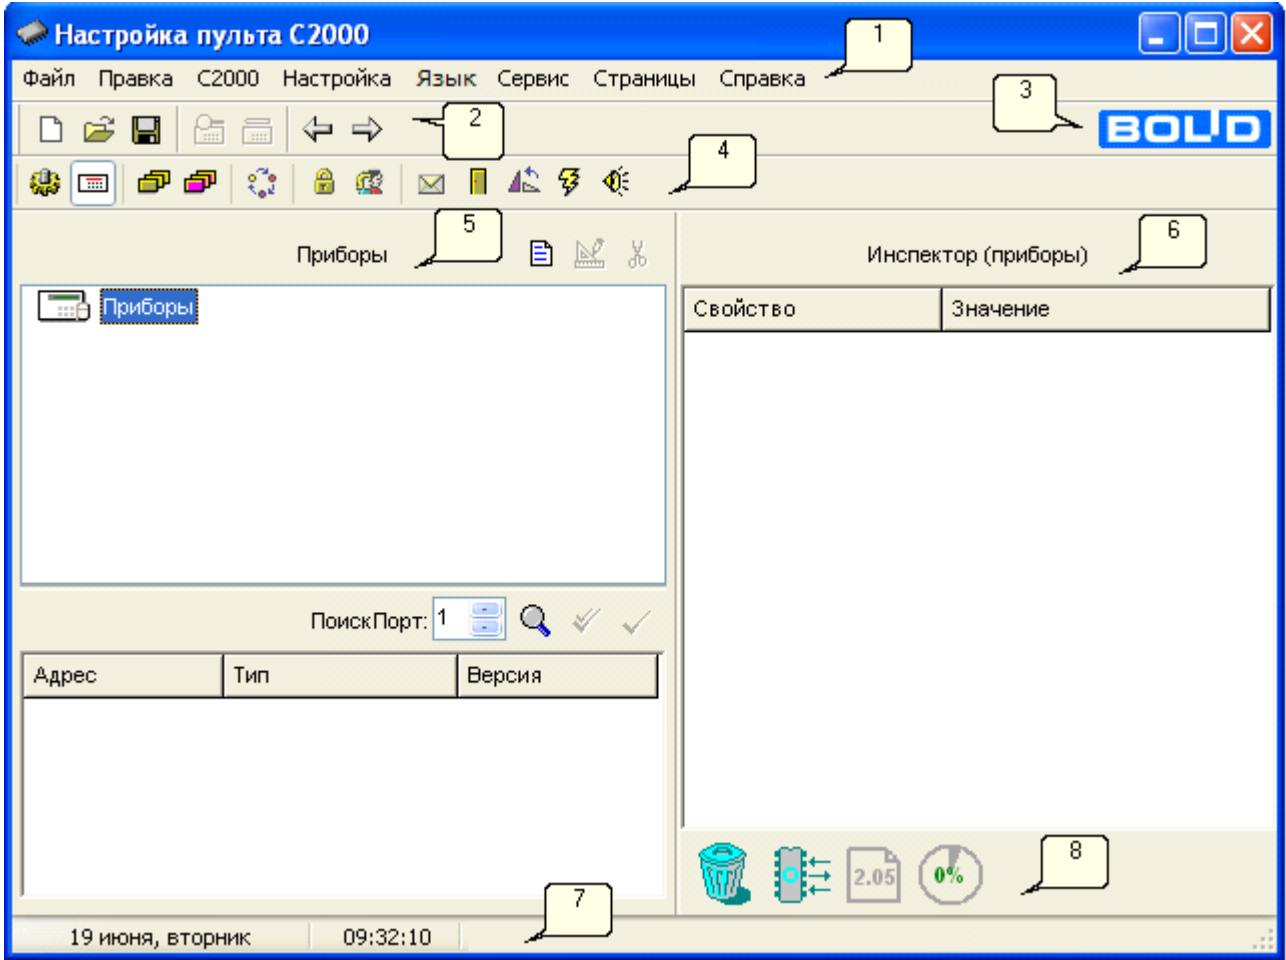 Настройка пульта C2000
1
Файл Правка C2000 Настройка Язык Сервис Страницы Справка
2
3
BOLID
4
5
Приборы
6
Инспектор (приборы)
Приборы
Свойство Значение
ПоискПорт: 1
Адрес Тип Версия
2.05
0%
8
7
19 июня, вторник 09:32:10